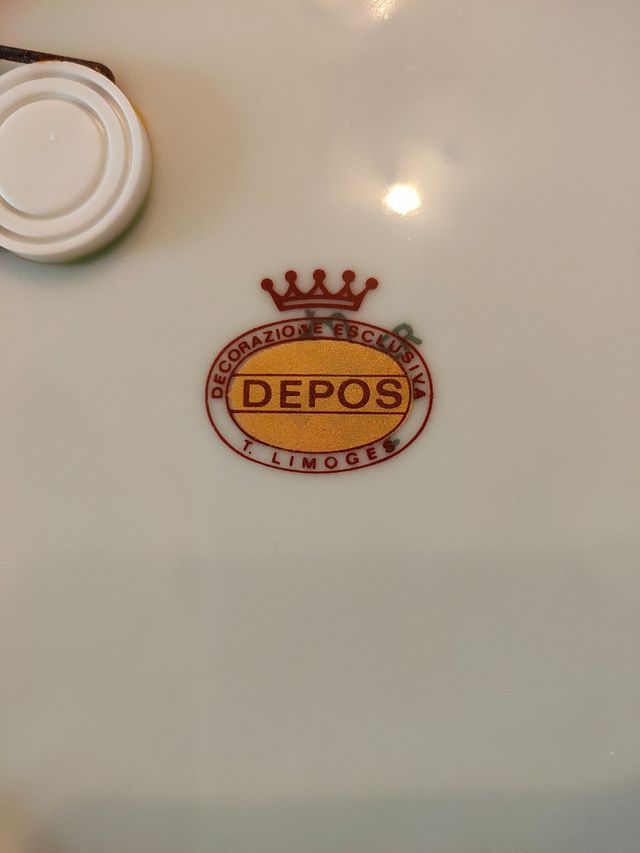 DECORAZIONE ESCLUSIVA
DEPOS
T. LIMOGES